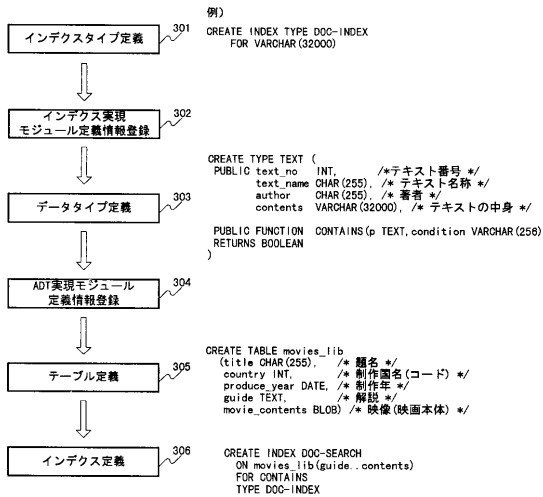 例)
インデクスタイプ定義
301
CREATE INDEX TYPE DOC-INDEX
FOR VARCHAR(32000)
インデクス実現
モジュール定義情報登録
302
データタイプ定義
303
CREATE TYPE TEXT (
PUBLIC text_no INT, /*テキスト番号 */
text_name CHAR(255), /* テキスト名称 */
author CHAR(255), /* 著者 */
contents VARCHAR(32000), /* テキストの中身 */
PUBLIC FUNCTION CONTAINS(p TEXT,condition VARCHAR(256)
RETURNS BOOLEAN
)
ADT実現モジュール
定義情報登録
304
テーブル定義
305
CREATE TABLE movies_lib
(title CHAR(255), /* 題名 */
country INT, /* 制作国名(コード) */
produce_year DATE, /* 制作年 */
guide TEXT, /* 解説 */
movie_contents BLOB) /* 映像(映画本体) */
インデクス定義
306
CREATE INDEX DOC-SEARCH
ON movies_lib(guide..contents)
FOR CONTAINS
TYPE DOC-INDEX